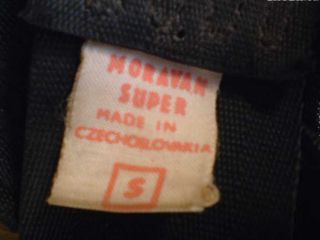 MORAVAN
SUPER
MADE IN
CZECHOSLOVAKIA
S